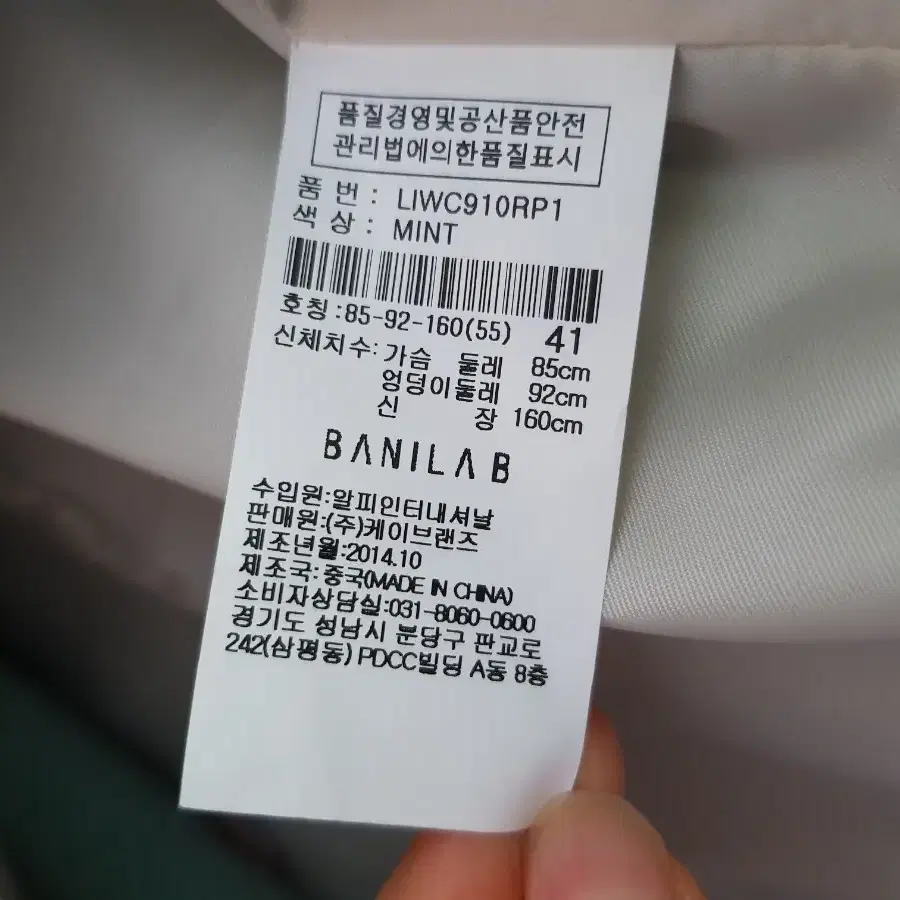 품질경영및공산품안전
관리법에의한품질표시
품 번 : LIWC910RP1
색 상 : MINT
호칭:85-92-160(55) 41
신체치수: 가슴 둘레 85cm
엉덩이둘레 92cm
신 장 160cm
BANILAB
수입원:알피인터내셔날
판매원:(주)케이브랜즈
제조년월:2014.10
제조국:중국(MADE IN CHINA)
소비자상담실:031-8060-0600
경기도 성남시 분당구 판교로
242(삼평동) PDCC빌딩 A동 8층